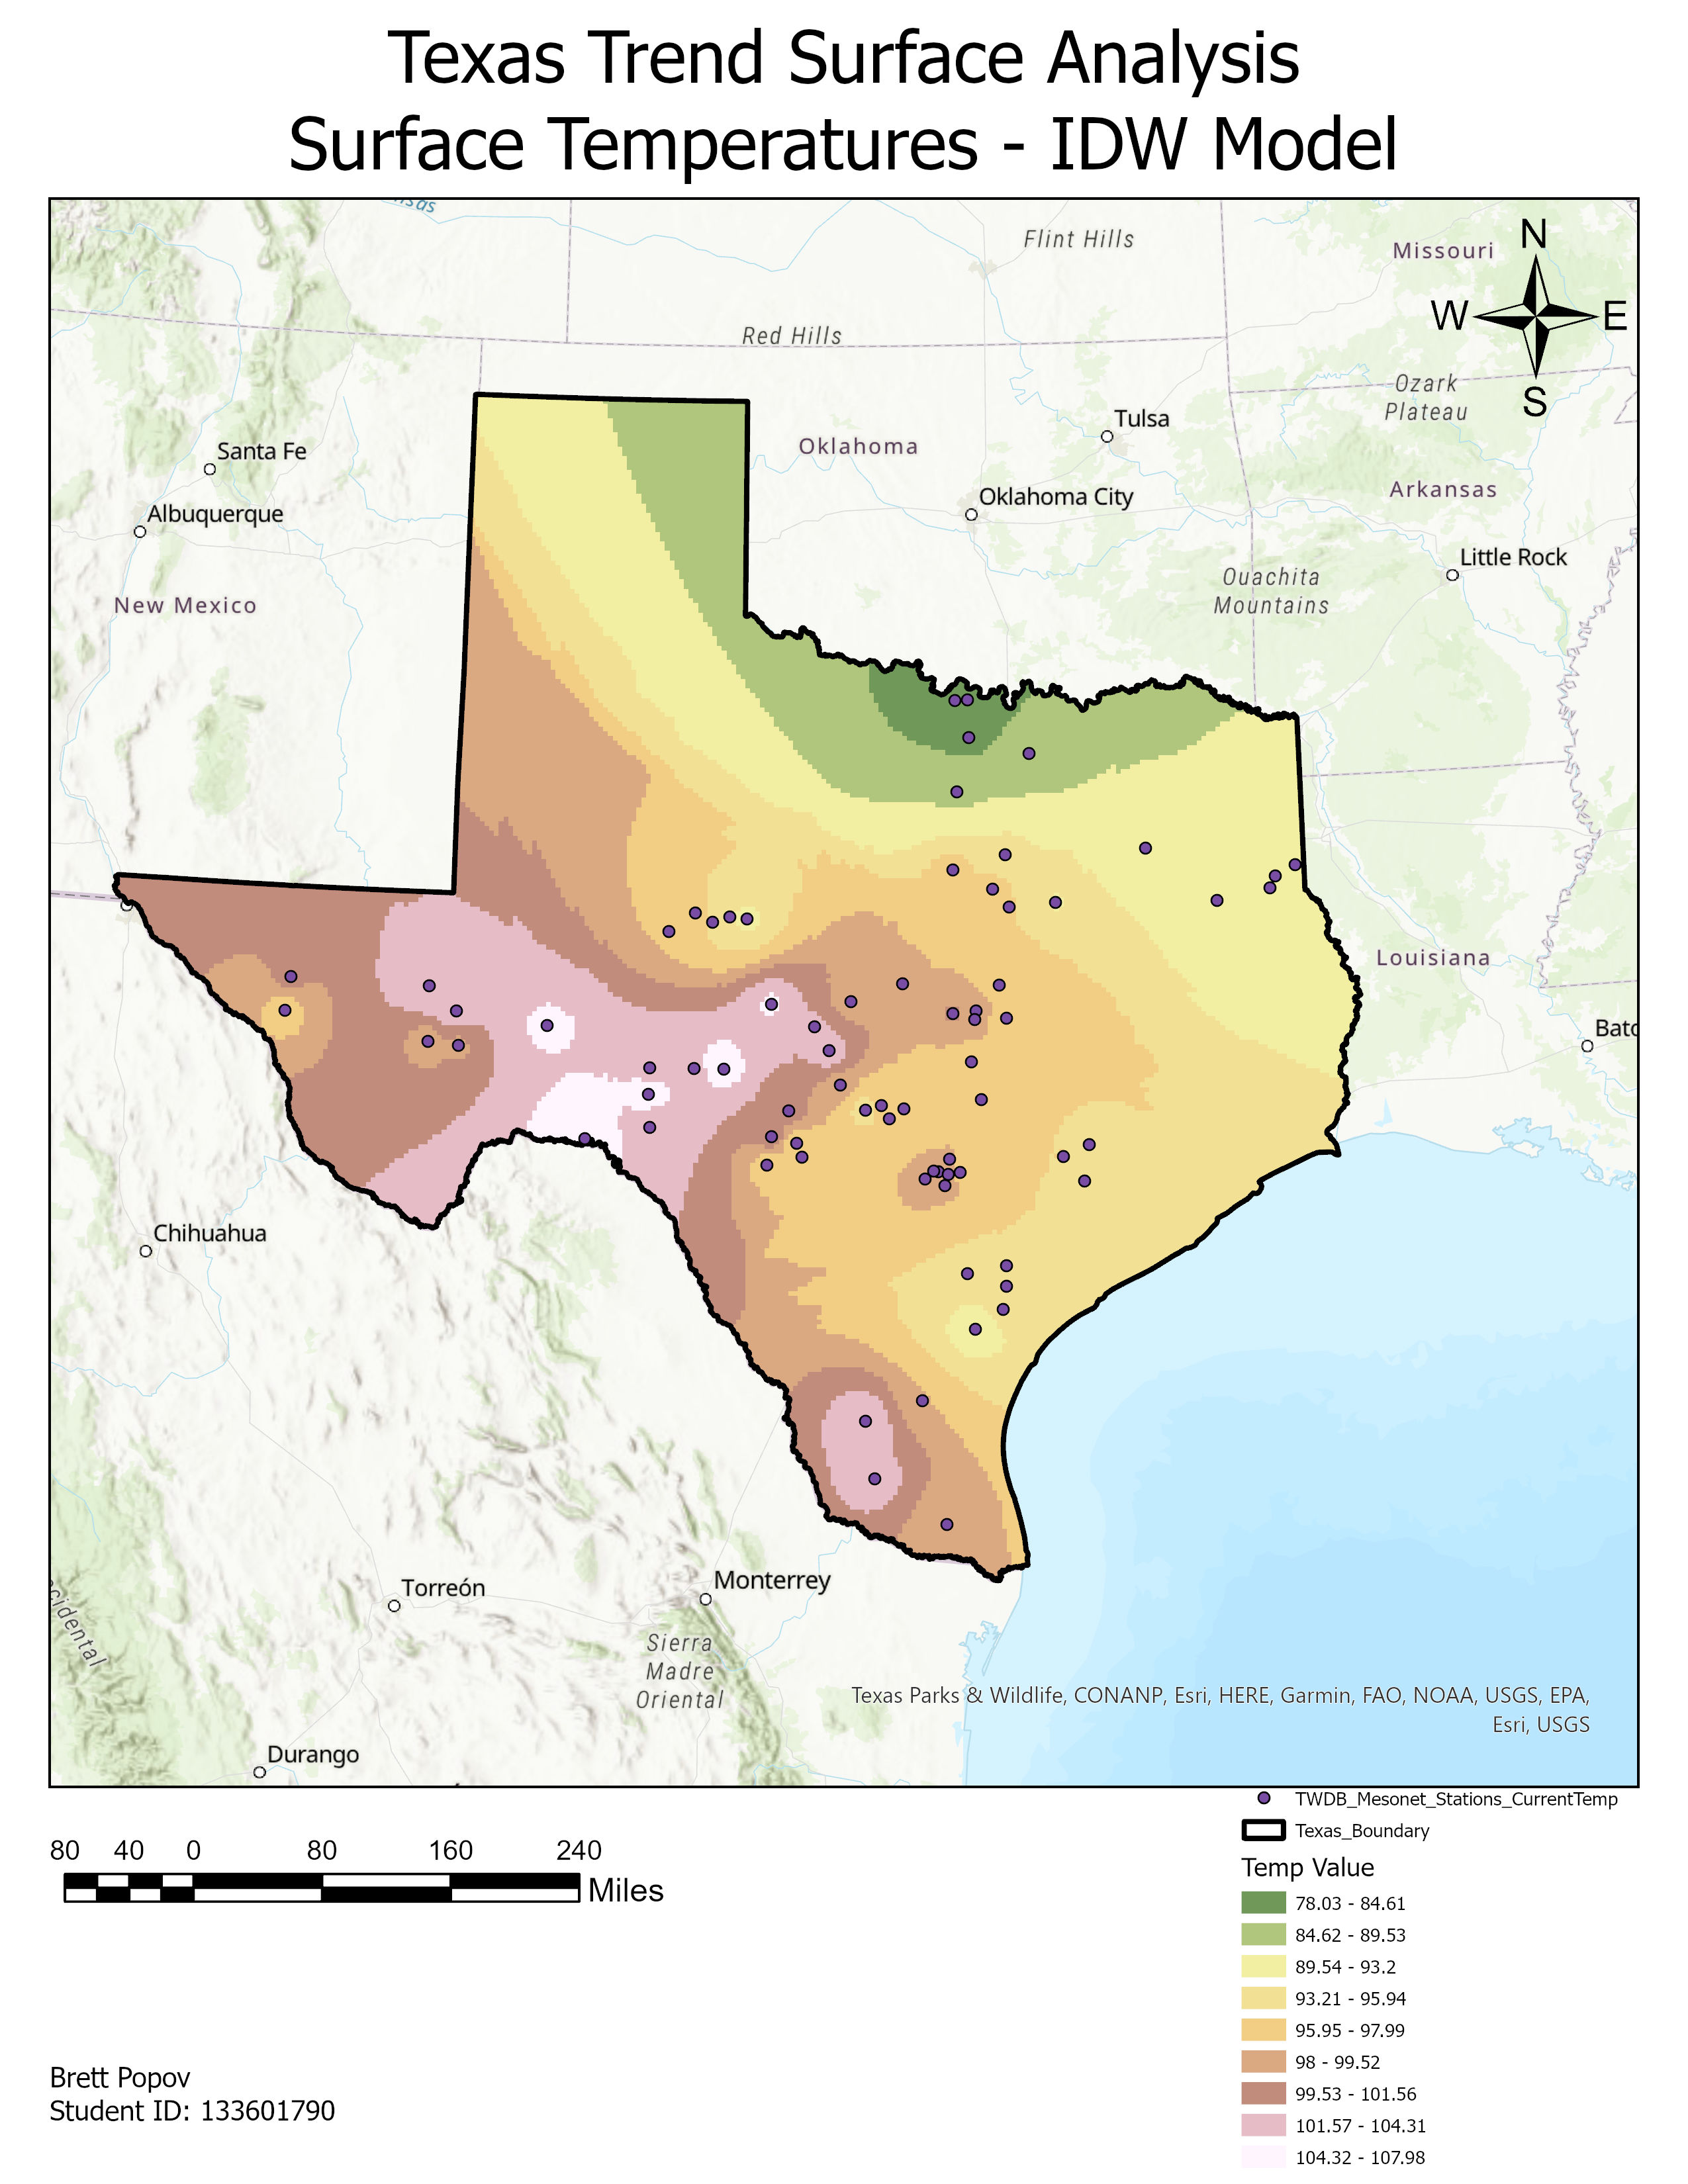 Texas Trend Surface Analysis
Surface Temperatures - IDW Model
Flint Hills
Missouri
N
W
E
S
Red Hills
Ozark
Plateau
Tulsa
Santa Fe
Oklahoma
Arkansas
Oklahoma City
Albuquerque
Little Rock
Ouachita
Mountains
New Mexico
Louisiana
Bato
Chihuahua
Torreón
Monterrey
Sierra
Madre
Oriental
cidental
Texas Parks & Wildlife, CONANP, Esri, HERE, Garmin, FAO, NOAA, USGS, EPA,
Esri, USGS
Durango
TWDB_Mesonet_Stations_CurrentTemp
Texas_Boundary
80 40 0 80 160 240
Miles
Temp Value
78.03 - 84.61
84.62 - 89.53
89.54 - 93.2
93.21 - 95.94
95.95 - 97.99
98 - 99.52
99.53 - 101.56
101.57 - 104.31
104.32 - 107.98
Brett Popov
Student ID: 133601790